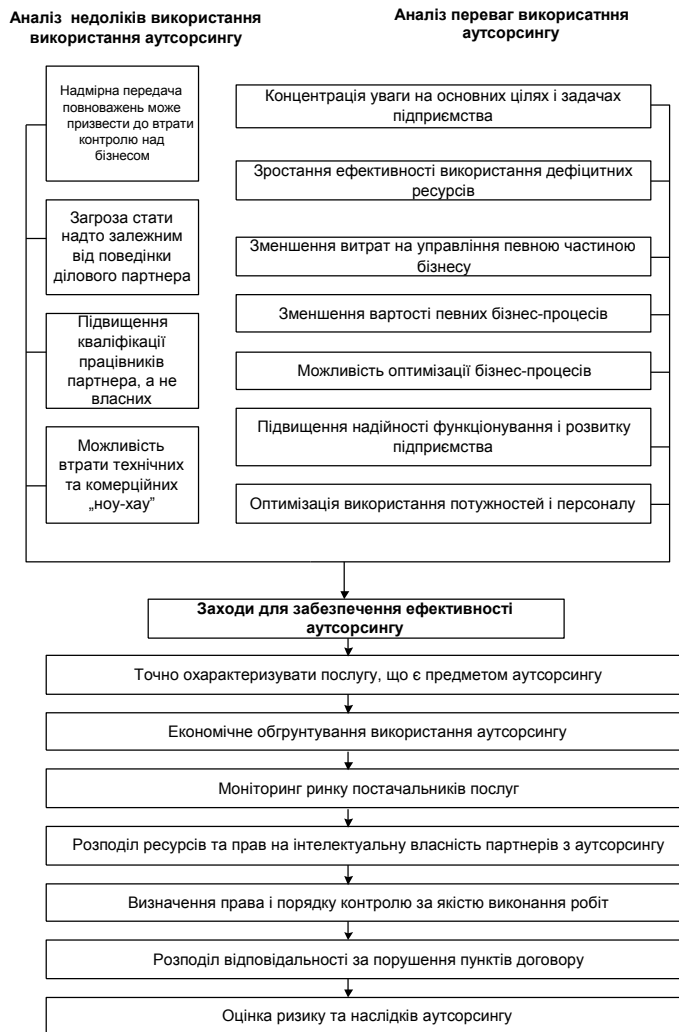 Аналіз недоліків використання
використання аутсорсингу
Надмірна передача
повноважень може
призвести до втрати
контролю над
бізнесом
Загроза стати
надто залежним
від поведінки
ділового партнера
Підвищення
кваліфікації
працівників
партнера, а не
власних
Можливість
втрати технічних
та комерційних
„ноу-хау”
Аналіз переваг використання
аутсорсингу
Концентрація уваги на основних цілях і задачах
підприємства
Зростання ефективності використання дефіцитних
ресурсів
Зменшення витрат на управління певною частиною
бізнесу
Зменшення вартості певних бізнес-процесів
Можливість оптимізації бізнес-процесів
Підвищення надійності функціонування і розвитку
підприємства
Оптимізація використання потужностей і персоналу
Заходи для забезпечення ефективності
аутсорсингу
Точно охарактеризувати послугу, що є предметом аутсорсингу
Економічне обгрунтування використання аутсорсингу
Моніторинг ринку постачальників послуг
Розподіл ресурсів та прав на інтелектуальну власність партнерів з аутсорсингу
Визначення права і порядку контролю за якістю виконання робіт
Розподіл відповідальності за порушення пунктів договору
Оцінка ризику та наслідків аутсорсингу